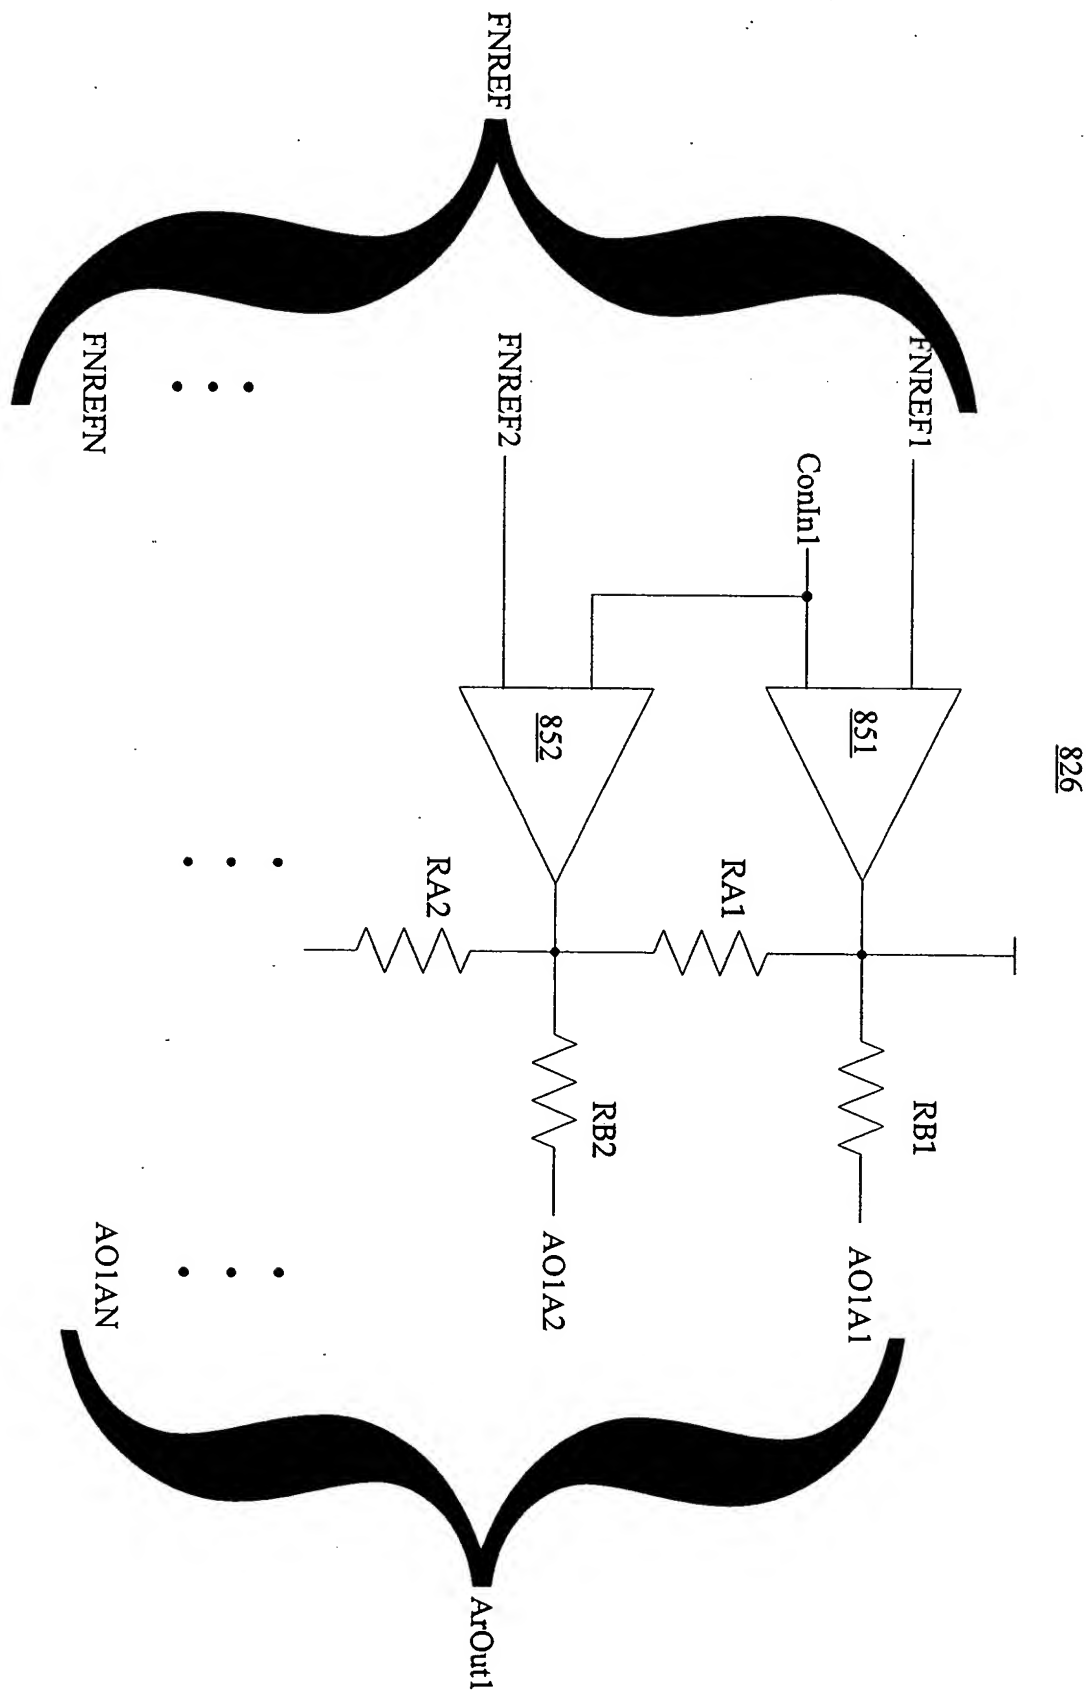 826
FNREF
FNREF1
ConIn1
FNREF2
FNREFN
851
852
RA1
RA2
RB1
RB2
AO1A1
AO1A2
AO1AN
ArOut1